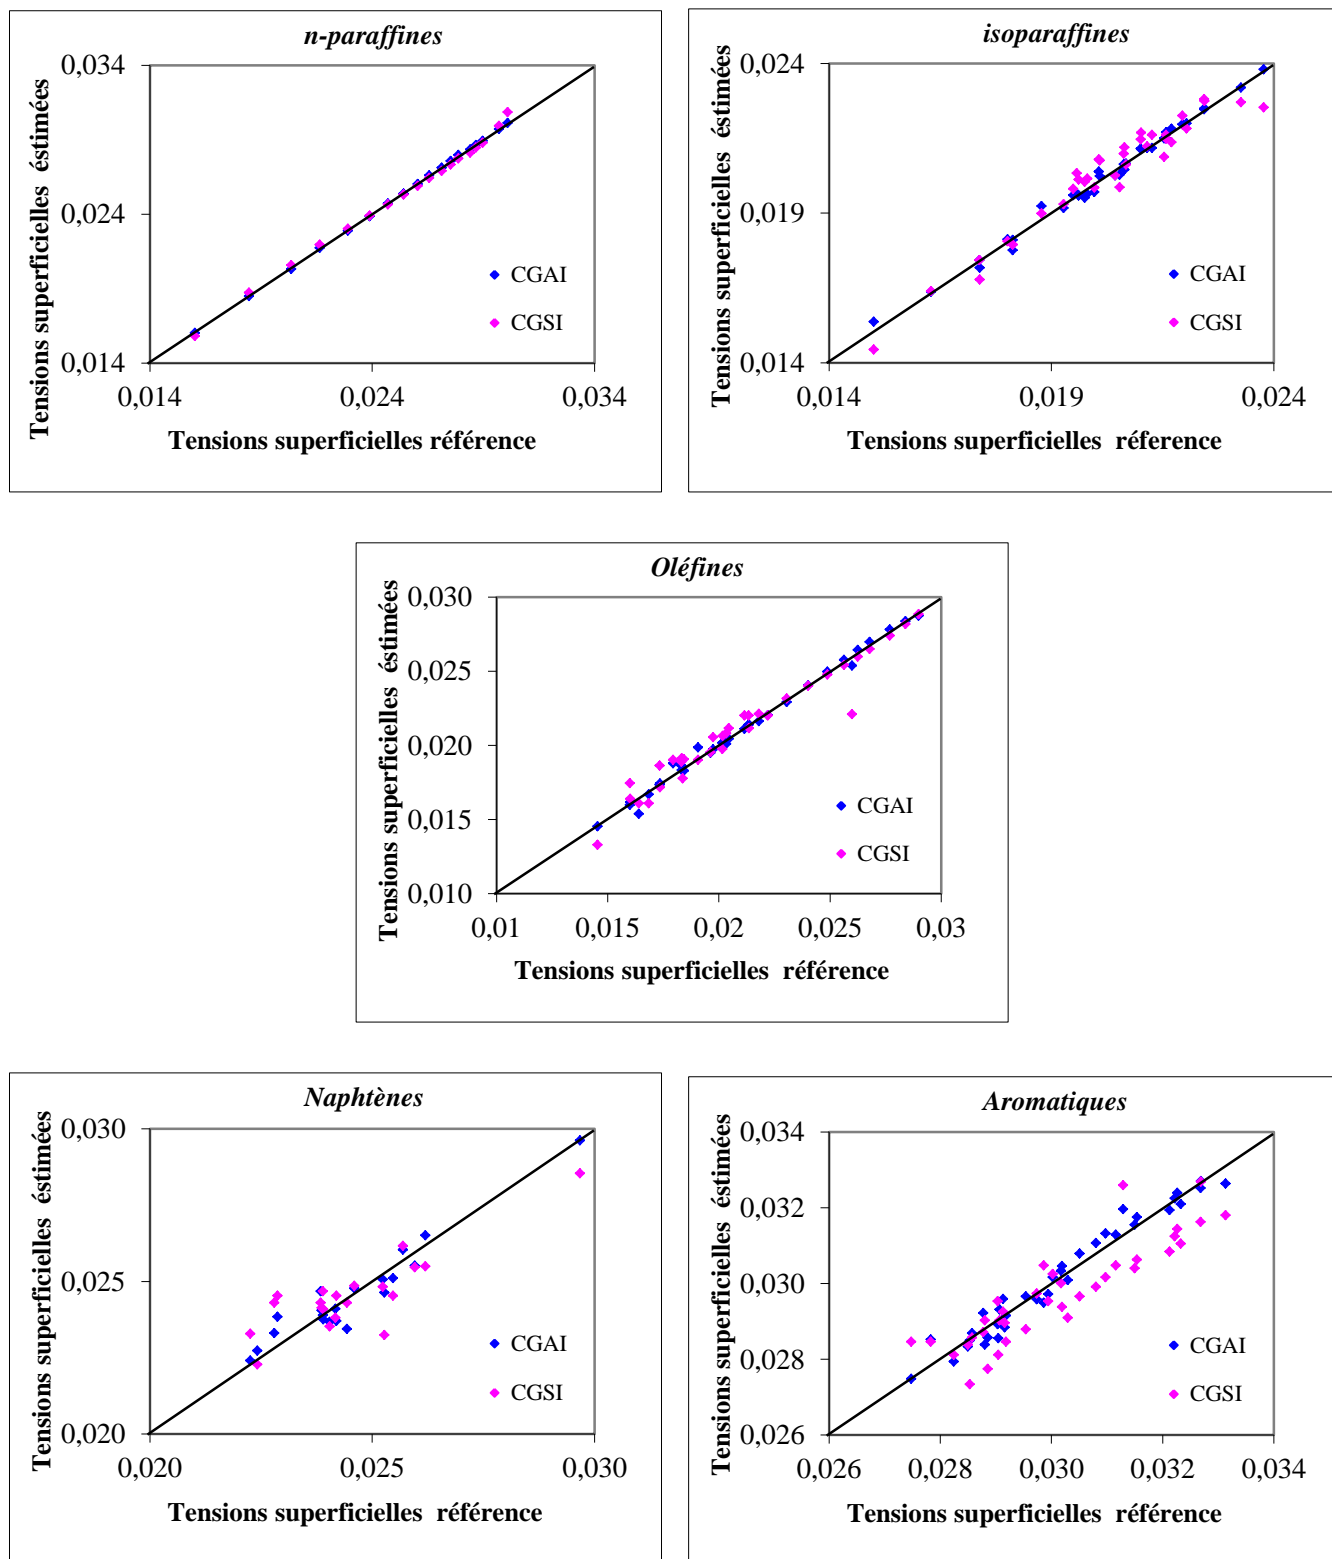 n-paraffines
Tensions superficielles éstimées
0,034
0,024
0,014
CGAI
CGSI
0,014 0,024 0,034
Tensions superficielles référence
isoparaffines
Tensions superficielles éstimées
0,024
0,019
0,014
CGAI
CGSI
0,014 0,019 0,024
Tensions superficielles réference
Oléfines
Tensions superficielles éstimées
0,030
0,025
0,020
0,015
0,010
CGAI
CGSI
0,01 0,015 0,02 0,025 0,03
Tensions superficielles référence
Naphtènes
Tensions superficielles éstimées
0,030
0,025
0,020
CGAI
CGSI
0,020 0,025 0,030
Tensions superficielles référence
Aromatiques
Tensions superficielles éstimées
0,034
0,032
0,030
0,028
0,026
CGAI
CGSI
0,026 0,028 0,030 0,032 0,034
Tensions superficielles référence